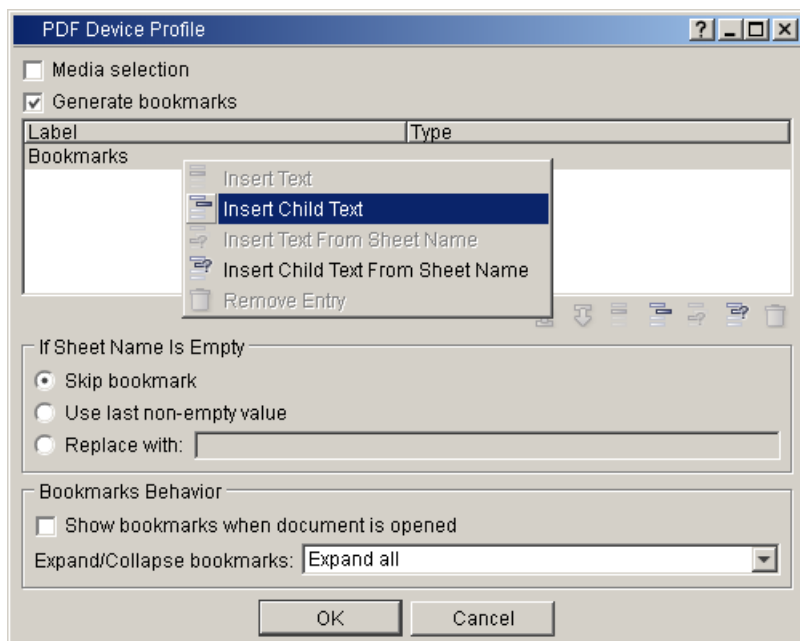 PDF Device Profile
Media selection
Generate bookmarks
Label Type
Bookmarks
Insert Text
Insert Child Text
Insert Text From Sheet Name
Insert Child Text From Sheet Name
Remove Entry
If Sheet Name Is Empty
Skip bookmark
Use last non-empty value
Replace with:
Bookmarks Behavior
Show bookmarks when document is opened
Expand/Collapse bookmarks: Expand all
OK Cancel